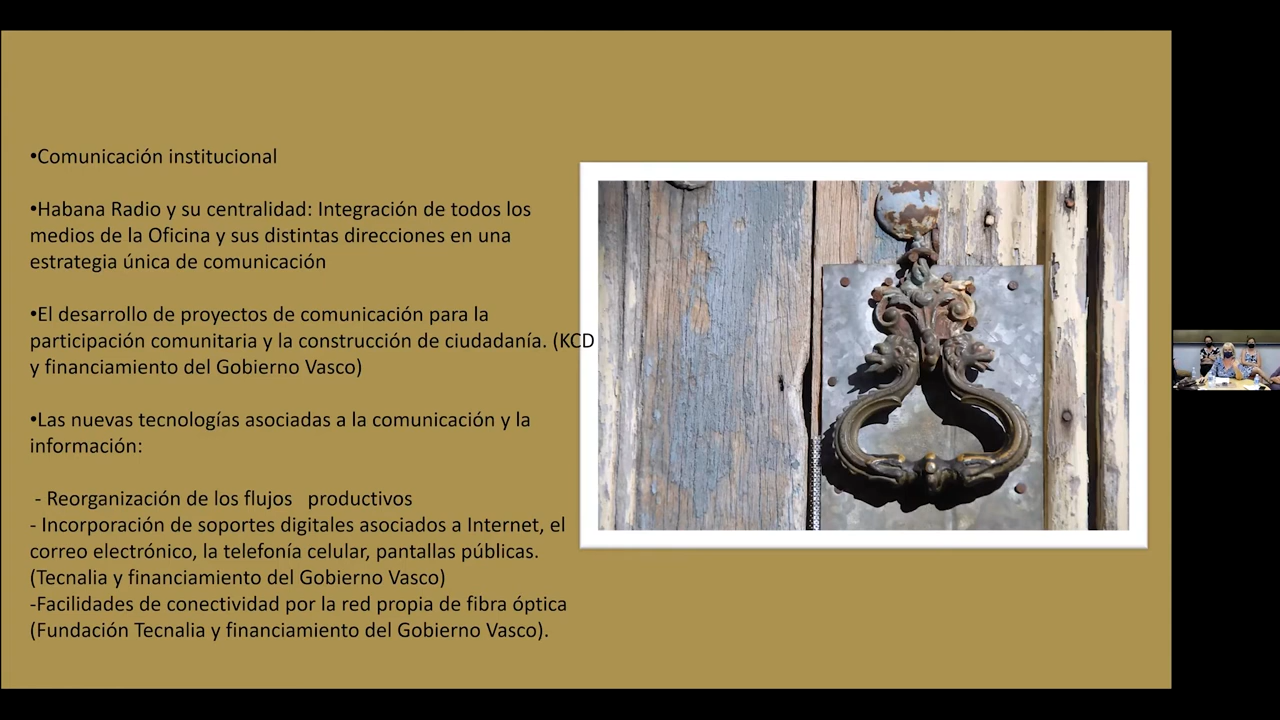 •Comunicación institucional
•Habana Radio y su centralidad: Integración de todos los
medios de la Oficina y sus distintas direcciones en una
estrategia única de comunicación
•El desarrollo de proyectos de comunicación para la
participación comunitaria y la construcción de ciudadanía. (KCD
y financiamiento del Gobierno Vasco)
•Las nuevas tecnologías asociadas a la comunicación y la
información:
- Reorganización de los flujos   productivos
- Incorporación de soportes digitales asociados a Internet, el
correo electrónico, la telefonía celular, pantallas públicas.
(Tecnalia y financiamiento del Gobierno Vasco)
-Facilidades de conectividad por la red propia de fibra óptica
(Fundación Tecnalia y financiamiento del Gobierno Vasco).